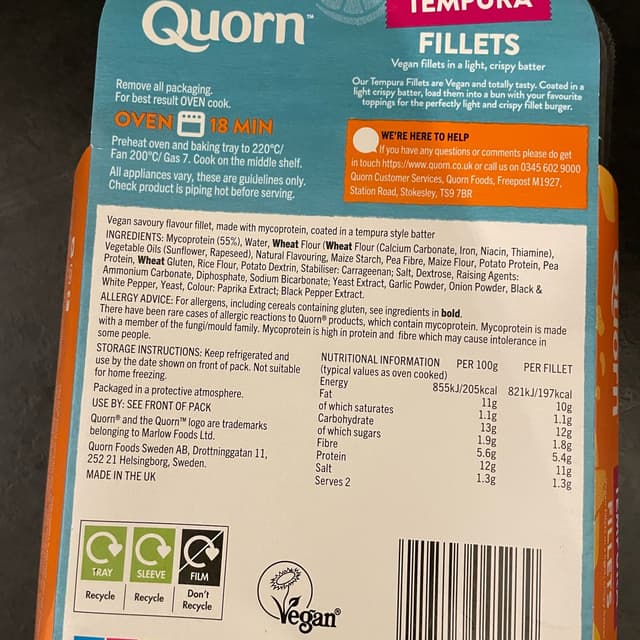 Quorn™
TEMPURA
FILLETS
Vegan fillets in a light, crispy batter
Our Tempura Fillets are Vegan and totally tasty. Coated in a
light crispy batter, load them into a bun with your favourite
toppings for the perfectly light and crispy fillet burger.
Remove all packaging.
For best result OVEN cook.
OVEN 18 MIN
Preheat oven and baking tray to 220°C/
Fan 200°C/ Gas 7. Cook on the middle shelf.
All appliances vary, these are guidelines only.
Check product is piping hot before serving.
WE'RE HERE TO HELP
If you have any questions or comments please do get
in touch https://www.quorn.co.uk or call us on 0345 602 9000
Quorn Customer Services, Quorn Foods, Freepost M1927,
Station Road, Stokesley, TS9 7BR
Vegan savoury flavour fillet, made with mycoprotein, coated in a tempura style batter
INGREDIENTS: Mycoprotein (55%), Water, Wheat Flour (Wheat Flour (Calcium Carbonate, Iron, Niacin, Thiamine),
Vegetable Oils (Sunflower, Rapeseed), Natural Flavouring, Maize Starch, Pea Fibre, Maize Flour, Potato Protein, Pea
Protein, Wheat Gluten, Rice Flour, Potato Dextrin, Stabiliser: Carrageenan; Salt, Dextrose, Raising Agents:
Ammonium Carbonate, Diphosphate, Sodium Bicarbonate; Yeast Extract, Garlic Powder, Onion Powder, Black &
White Pepper, Yeast, Colour: Paprika Extract; Black Pepper Extract.
ALLERGY ADVICE: For allergens, including cereals containing gluten, see ingredients in bold.
There have been rare cases of allergic reactions to Quorn® products, which contain mycoprotein. Mycoprotein is made
with a member of the fungi/mould family. Mycoprotein is high in protein and fibre which may cause intolerance in
some people.
STORAGE INSTRUCTIONS: Keep refrigerated and
use by the date shown on front of pack. Not suitable
for home freezing.
Packaged in a protective atmosphere.
USE BY: SEE FRONT OF PACK
Quorn® and the Quorn™ logo are trademarks
belonging to Marlow Foods Ltd.
Quorn Foods Sweden AB, Drottninggatan 11,
252 21 Helsingborg, Sweden.
MADE IN THE UK
NUTRITIONAL INFORMATION PER 100g PER FILLET
(typical values as oven cooked)
Energy 855kJ/205kcal 821kJ/197kcal
Fat 11g 10g
of which saturates 1.1g 1.1g
Carbohydrate 13g 12g
of which sugars 1.9g 1.8g
Fibre 5.6g 5.4g
Protein 12g 11g
Salt 1.3g 1.3g
Serves 2
TRAY
Recycle
SLEEVE
Recycle
FILM
Don't
Recycle
Vegan®
FILLETS